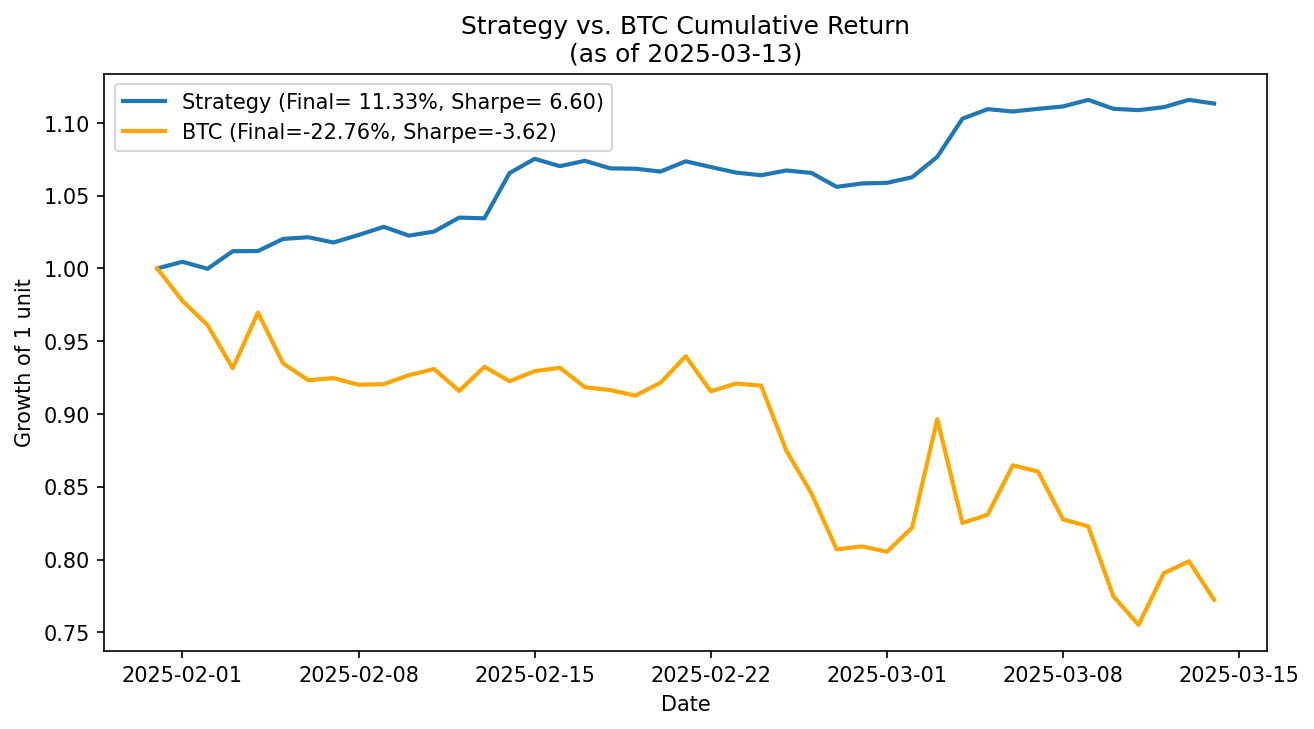 Strategy vs. BTC Cumulative Return
(as of 2025-03-13)
Strategy (Final= 11.33%, Sharpe= 6.60)
BTC (Final=-22.76%, Sharpe=-3.62)
Growth of 1 unit
1.10
1.05
1.00
0.95
0.90
0.85
0.80
0.75
2025-02-01 2025-02-08 2025-02-15 2025-02-22 2025-03-01 2025-03-08 2025-03-15
Date